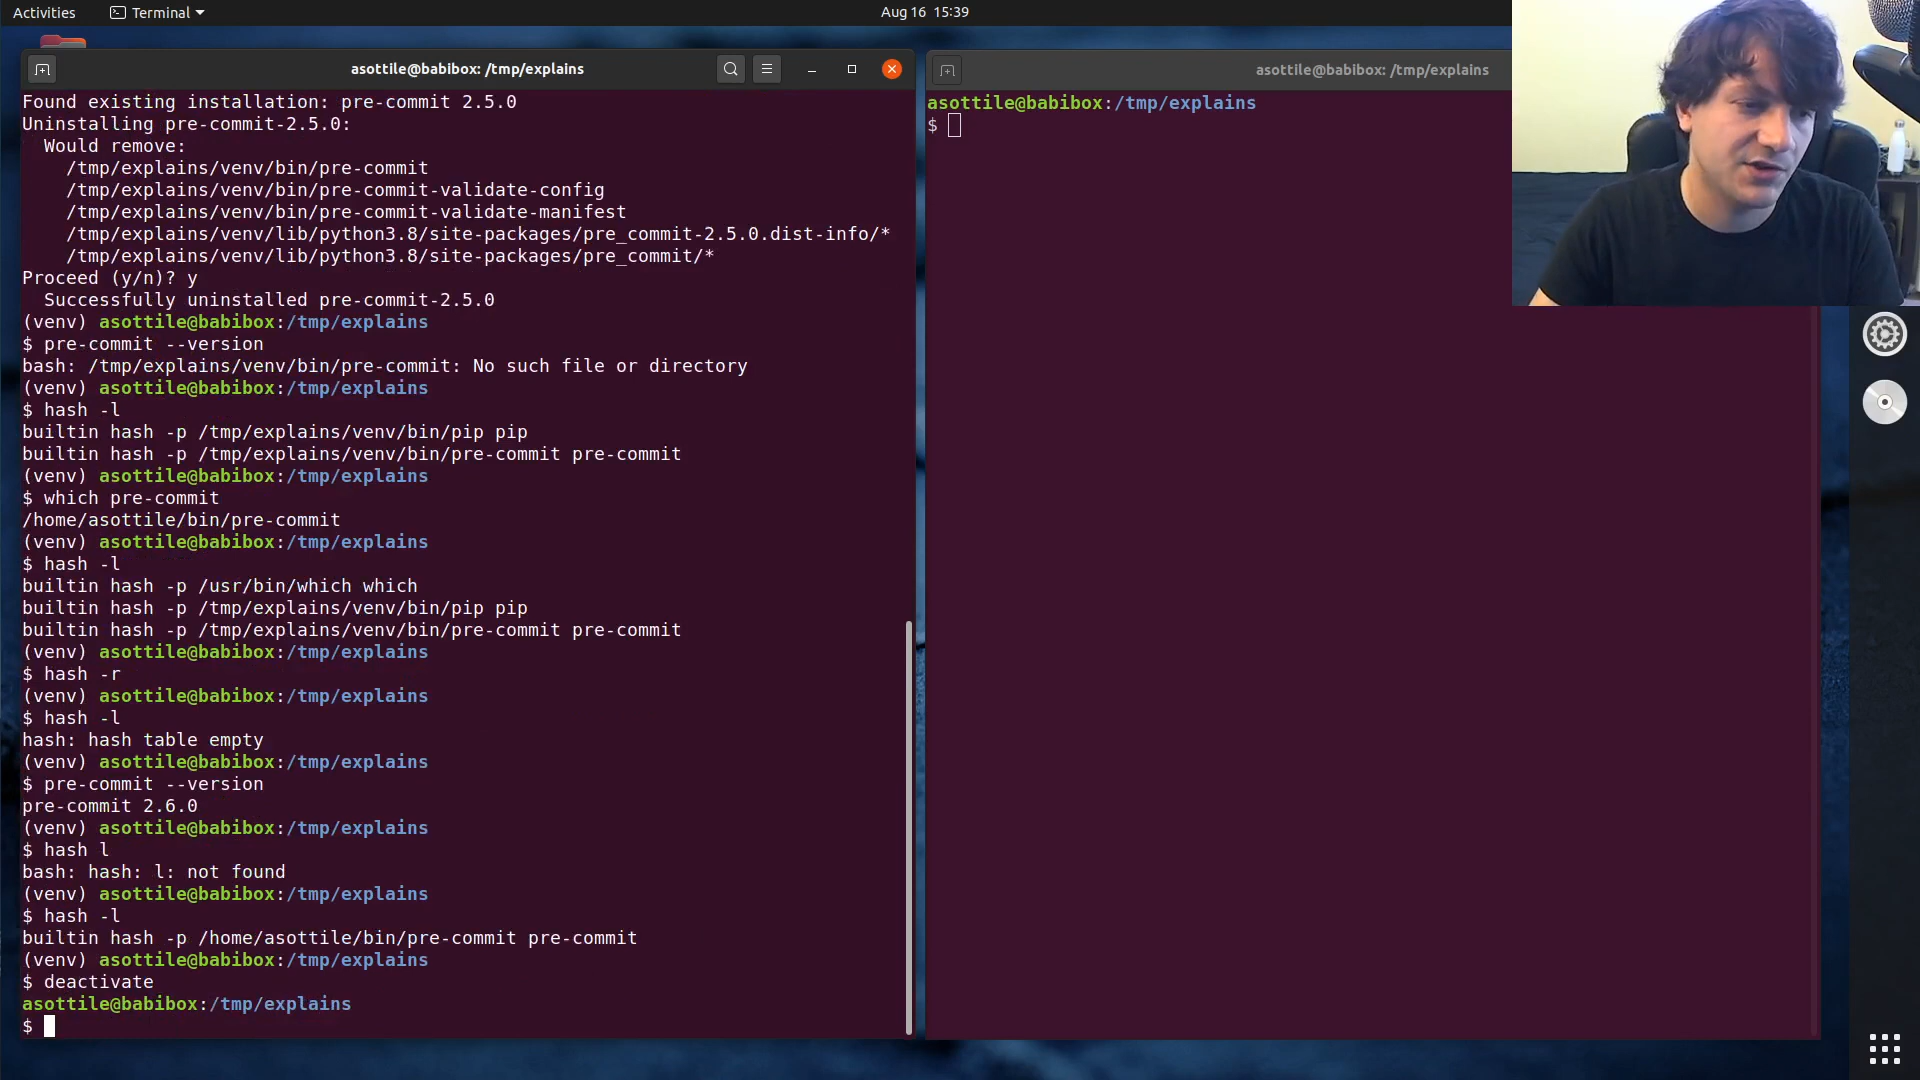 Activities
Terminal
Aug 16 15:39
asottile@babibox: /tmp/explains
Found existing installation: pre-commit 2.5.0
Uninstalling pre-commit-2.5.0:
  Would remove:
    /tmp/explains/venv/bin/pre-commit
    /tmp/explains/venv/bin/pre-commit-validate-config
    /tmp/explains/venv/bin/pre-commit-validate-manifest
    /tmp/explains/venv/lib/python3.8/site-packages/pre_commit-2.5.0.dist-info/*
    /tmp/explains/venv/lib/python3.8/site-packages/pre_commit/*
Proceed (y/n)? y
  Successfully uninstalled pre-commit-2.5.0
(venv) asottile@babibox:/tmp/explains
$ pre-commit --version
bash: /tmp/explains/venv/bin/pre-commit: No such file or directory
(venv) asottile@babibox:/tmp/explains
$ hash -l
builtin hash -p /tmp/explains/venv/bin/pip pip
builtin hash -p /tmp/explains/venv/bin/pre-commit pre-commit
(venv) asottile@babibox:/tmp/explains
$ which pre-commit
/home/asottile/bin/pre-commit
(venv) asottile@babibox:/tmp/explains
$ hash -l
builtin hash -p /usr/bin/which which
builtin hash -p /tmp/explains/venv/bin/pip pip
builtin hash -p /tmp/explains/venv/bin/pre-commit pre-commit
(venv) asottile@babibox:/tmp/explains
$ hash -r
(venv) asottile@babibox:/tmp/explains
$ hash -l
hash: hash table empty
(venv) asottile@babibox:/tmp/explains
$ pre-commit --version
pre-commit 2.6.0
(venv) asottile@babibox:/tmp/explains
$ hash l
bash: hash: l: not found
(venv) asottile@babibox:/tmp/explains
$ hash -l
builtin hash -p /home/asottile/bin/pre-commit pre-commit
(venv) asottile@babibox:/tmp/explains
$ deactivate
asottile@babibox:/tmp/explains
$
asottile@babibox: /tmp/explains
asottile@babibox:/tmp/explains
$